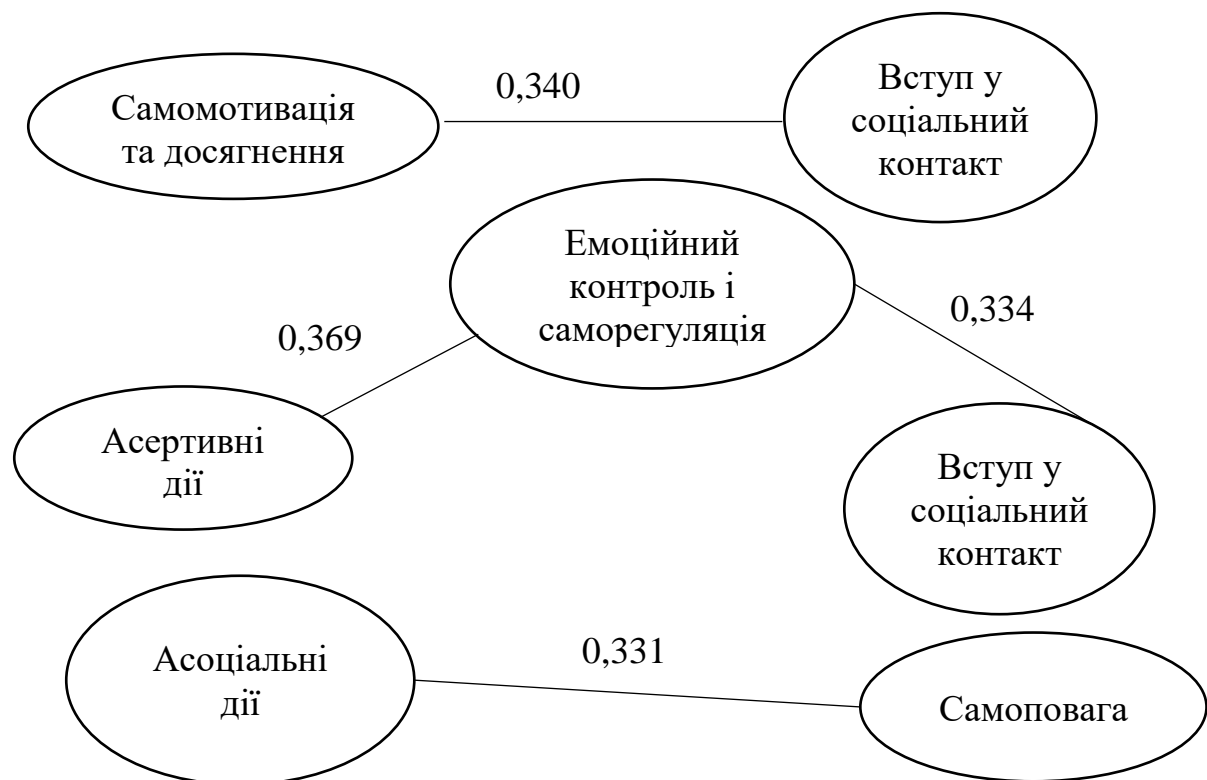 Самомотивація
та досягнення
0,340
Вступ у
соціальний
контакт
Емоційний
контроль і
саморегуляція
0,369
0,334
Асертивні
дії
Вступ у
соціальний
контакт
Асоціальні
дії
0,331
Самоповага